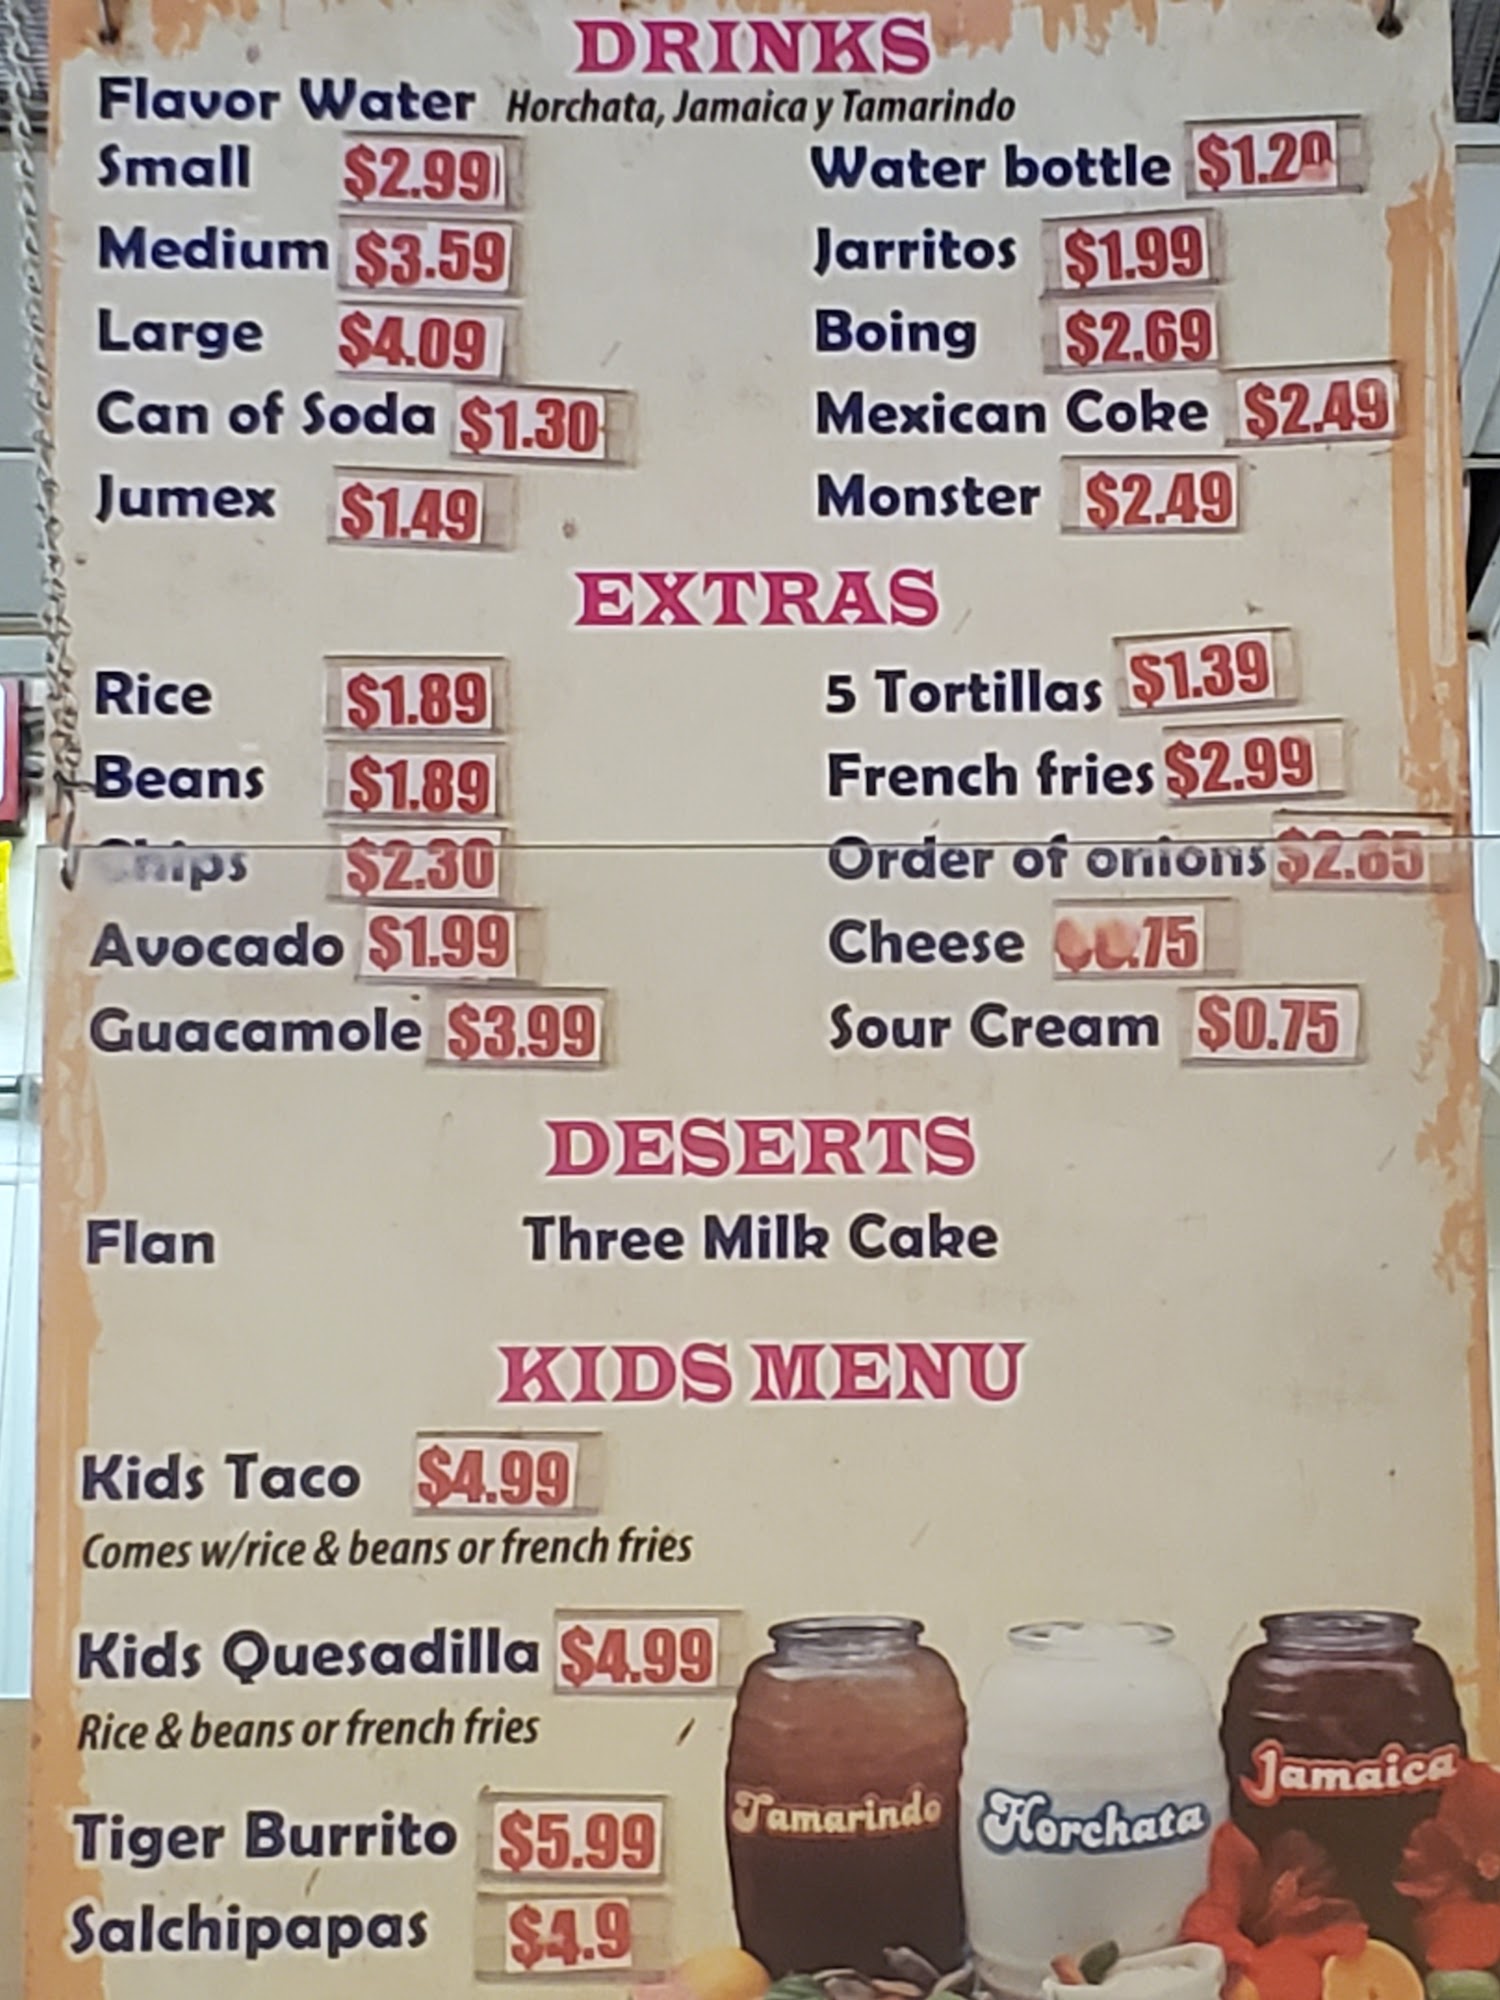 DRINKS
Flavor Water Horchata, Jamaica y Tamarindo
Small $2.99
Medium $3.59
Large $4.09
Can of Soda $1.30
Jumex $1.49
Water bottle $1.20
Jarritos $1.99
Boing $2.69
Mexican Coke $2.49
Monster $2.49
EXTRAS
Rice $1.89
Beans $1.89
Chips $2.30
Avocado $1.99
Guacamole $3.99
5 Tortillas $1.39
French fries $2.99
Order of onions
Cheese .75
Sour Cream $0.75
DESERTS
Flan
Three Milk Cake
KIDS MENU
Kids Taco $4.99
Comes w/rice & beans or french fries
Kids Quesadilla $4.99
Rice & beans or french fries
Tiger Burrito $5.99
Salchipapas $4.9
Tamarindo
Horchata
Jamaica